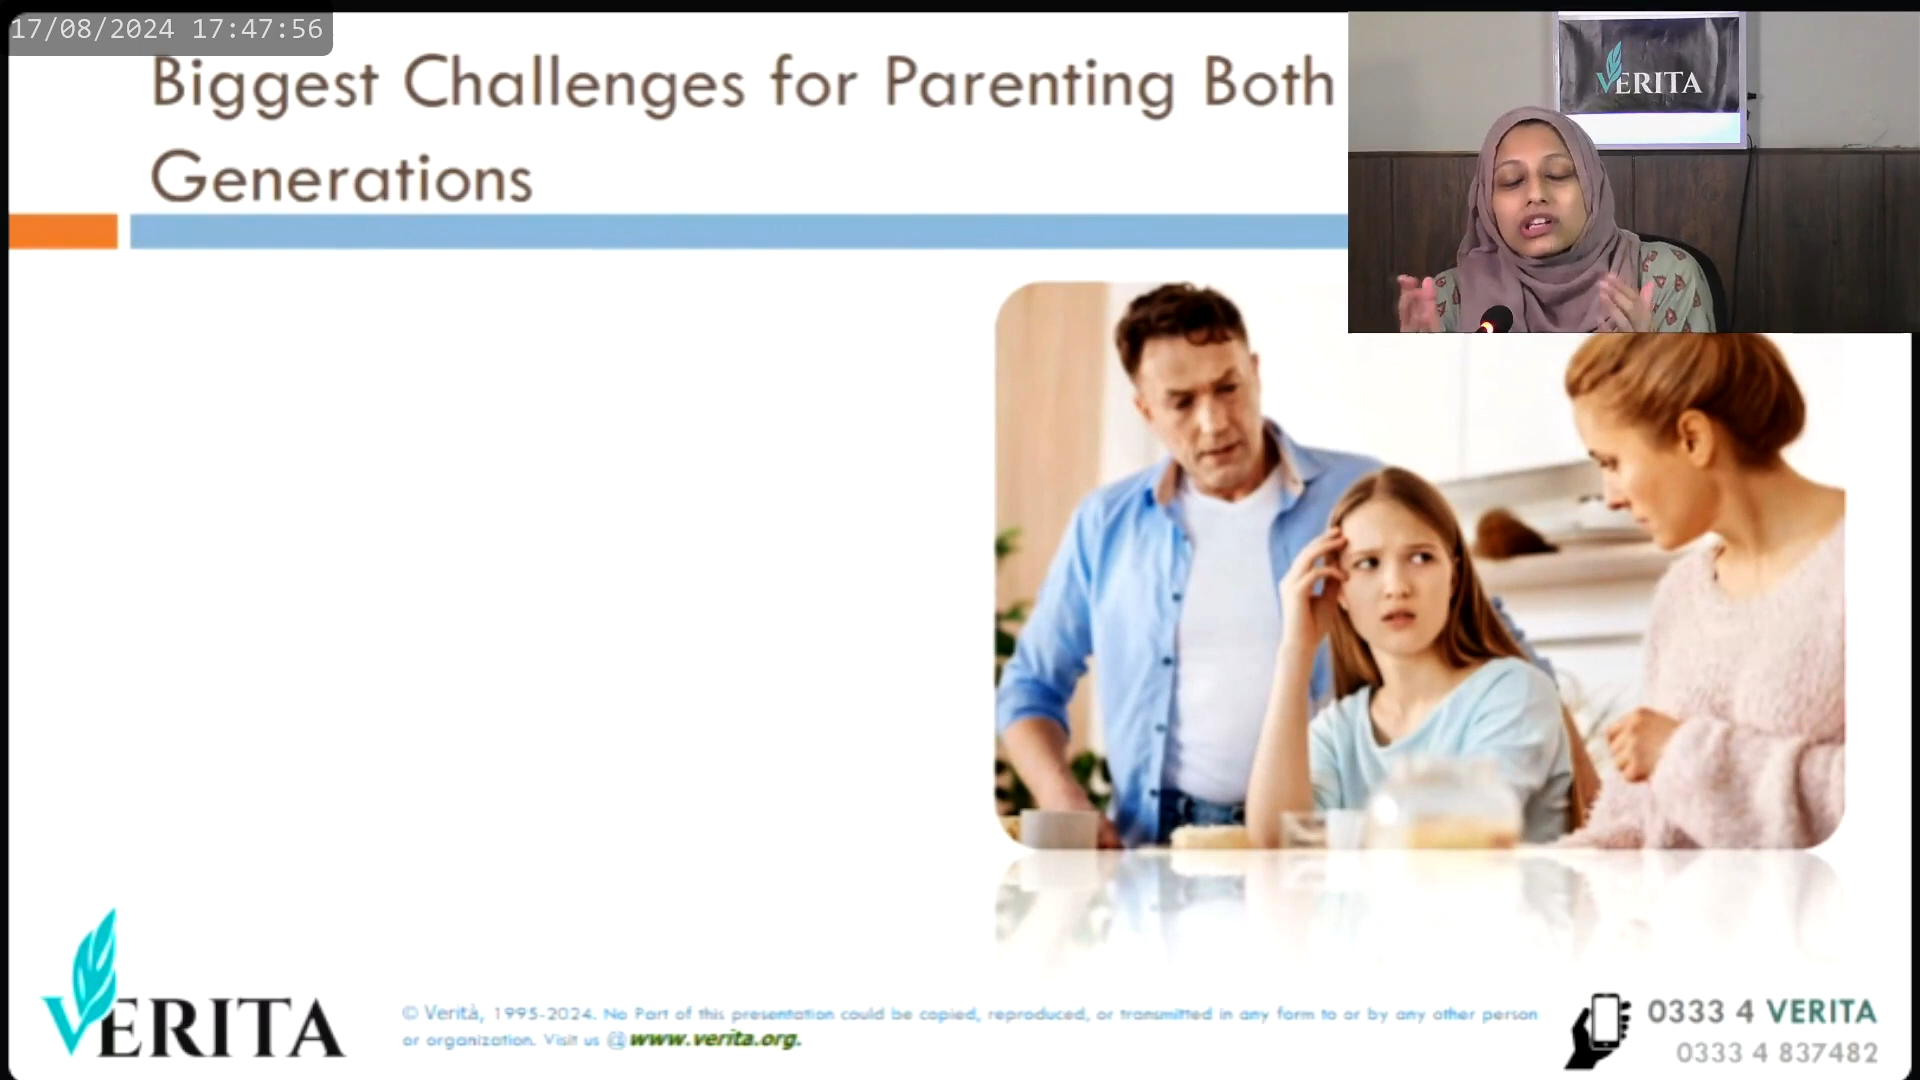 17/08/2024 17:47:56
Biggest Challenges for Parenting Both
Generations
VERITA
VERITA
© Verità, 1995-2024. No Part of this presentation could be copied, reproduced, or transmitted in any form to or by any other person
or organization. Visit us @www.verita.org.
0333 4 VERITA
0333 4 837482